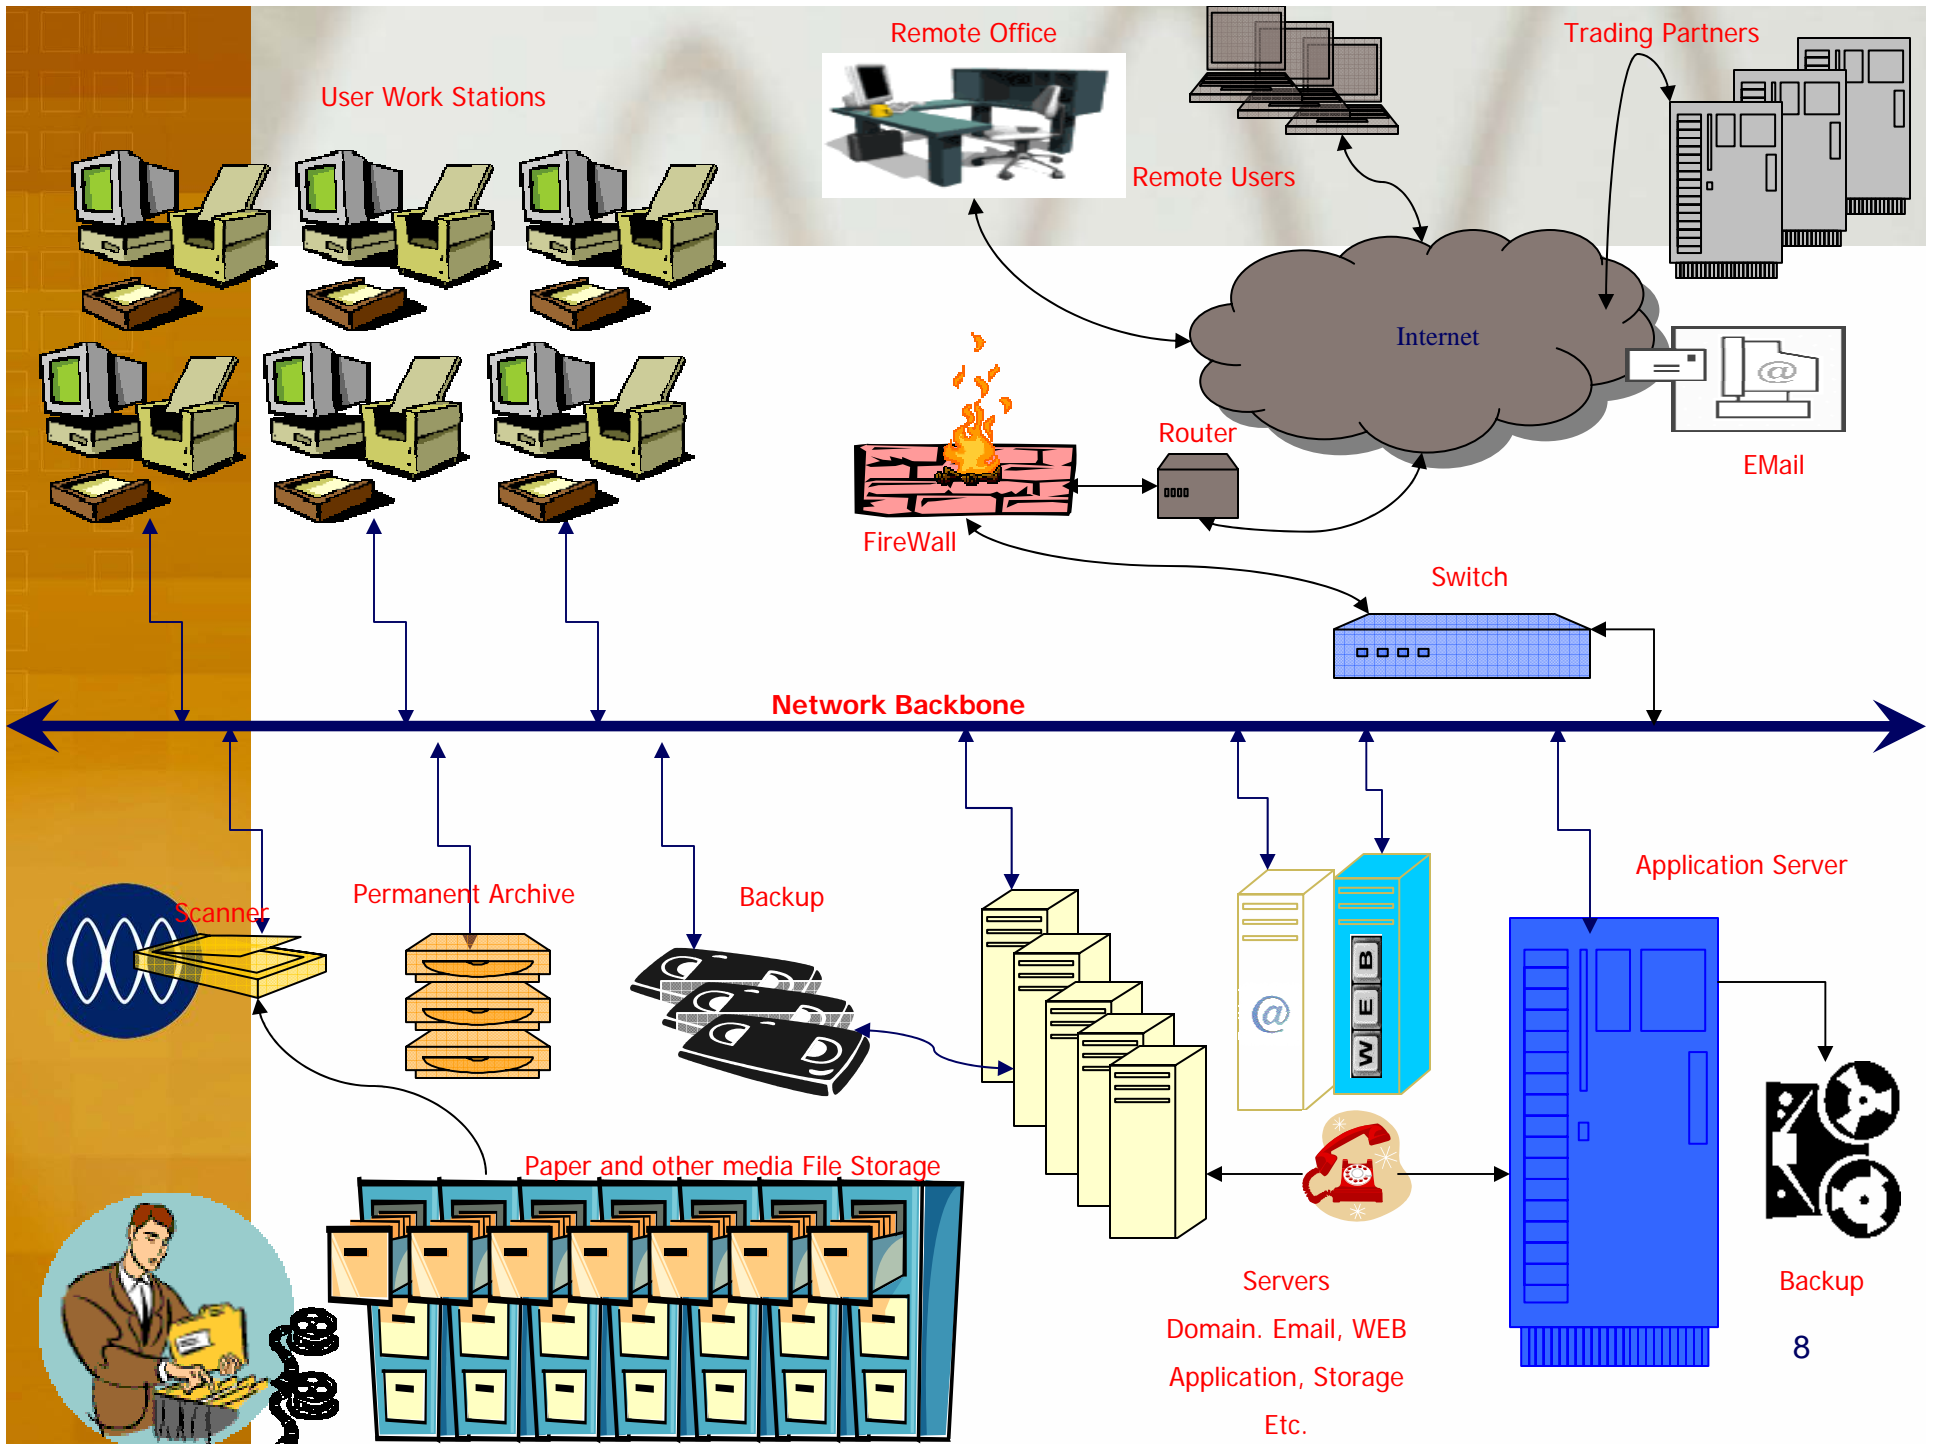 Remote Office
Trading Partners
User Work Stations
Remote Users
Internet
@
Router
EMail
FireWall
Switch
Network Backbone
Application Server
Scanner
Permanent Archive
Backup
@
WEB
Paper and other media File Storage
Servers
Domain. Email, WEB
Application, Storage
Etc.
Backup
8